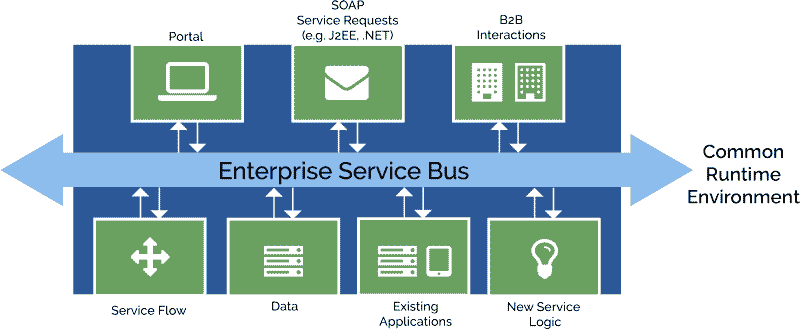 Portal
SOAP
Service Requests
(e.g. J2EE, .NET)
B2B
Interactions
Enterprise Service Bus
Common
Runtime
Environment
Service Flow
Data
Existing
Applications
New Service
Logic